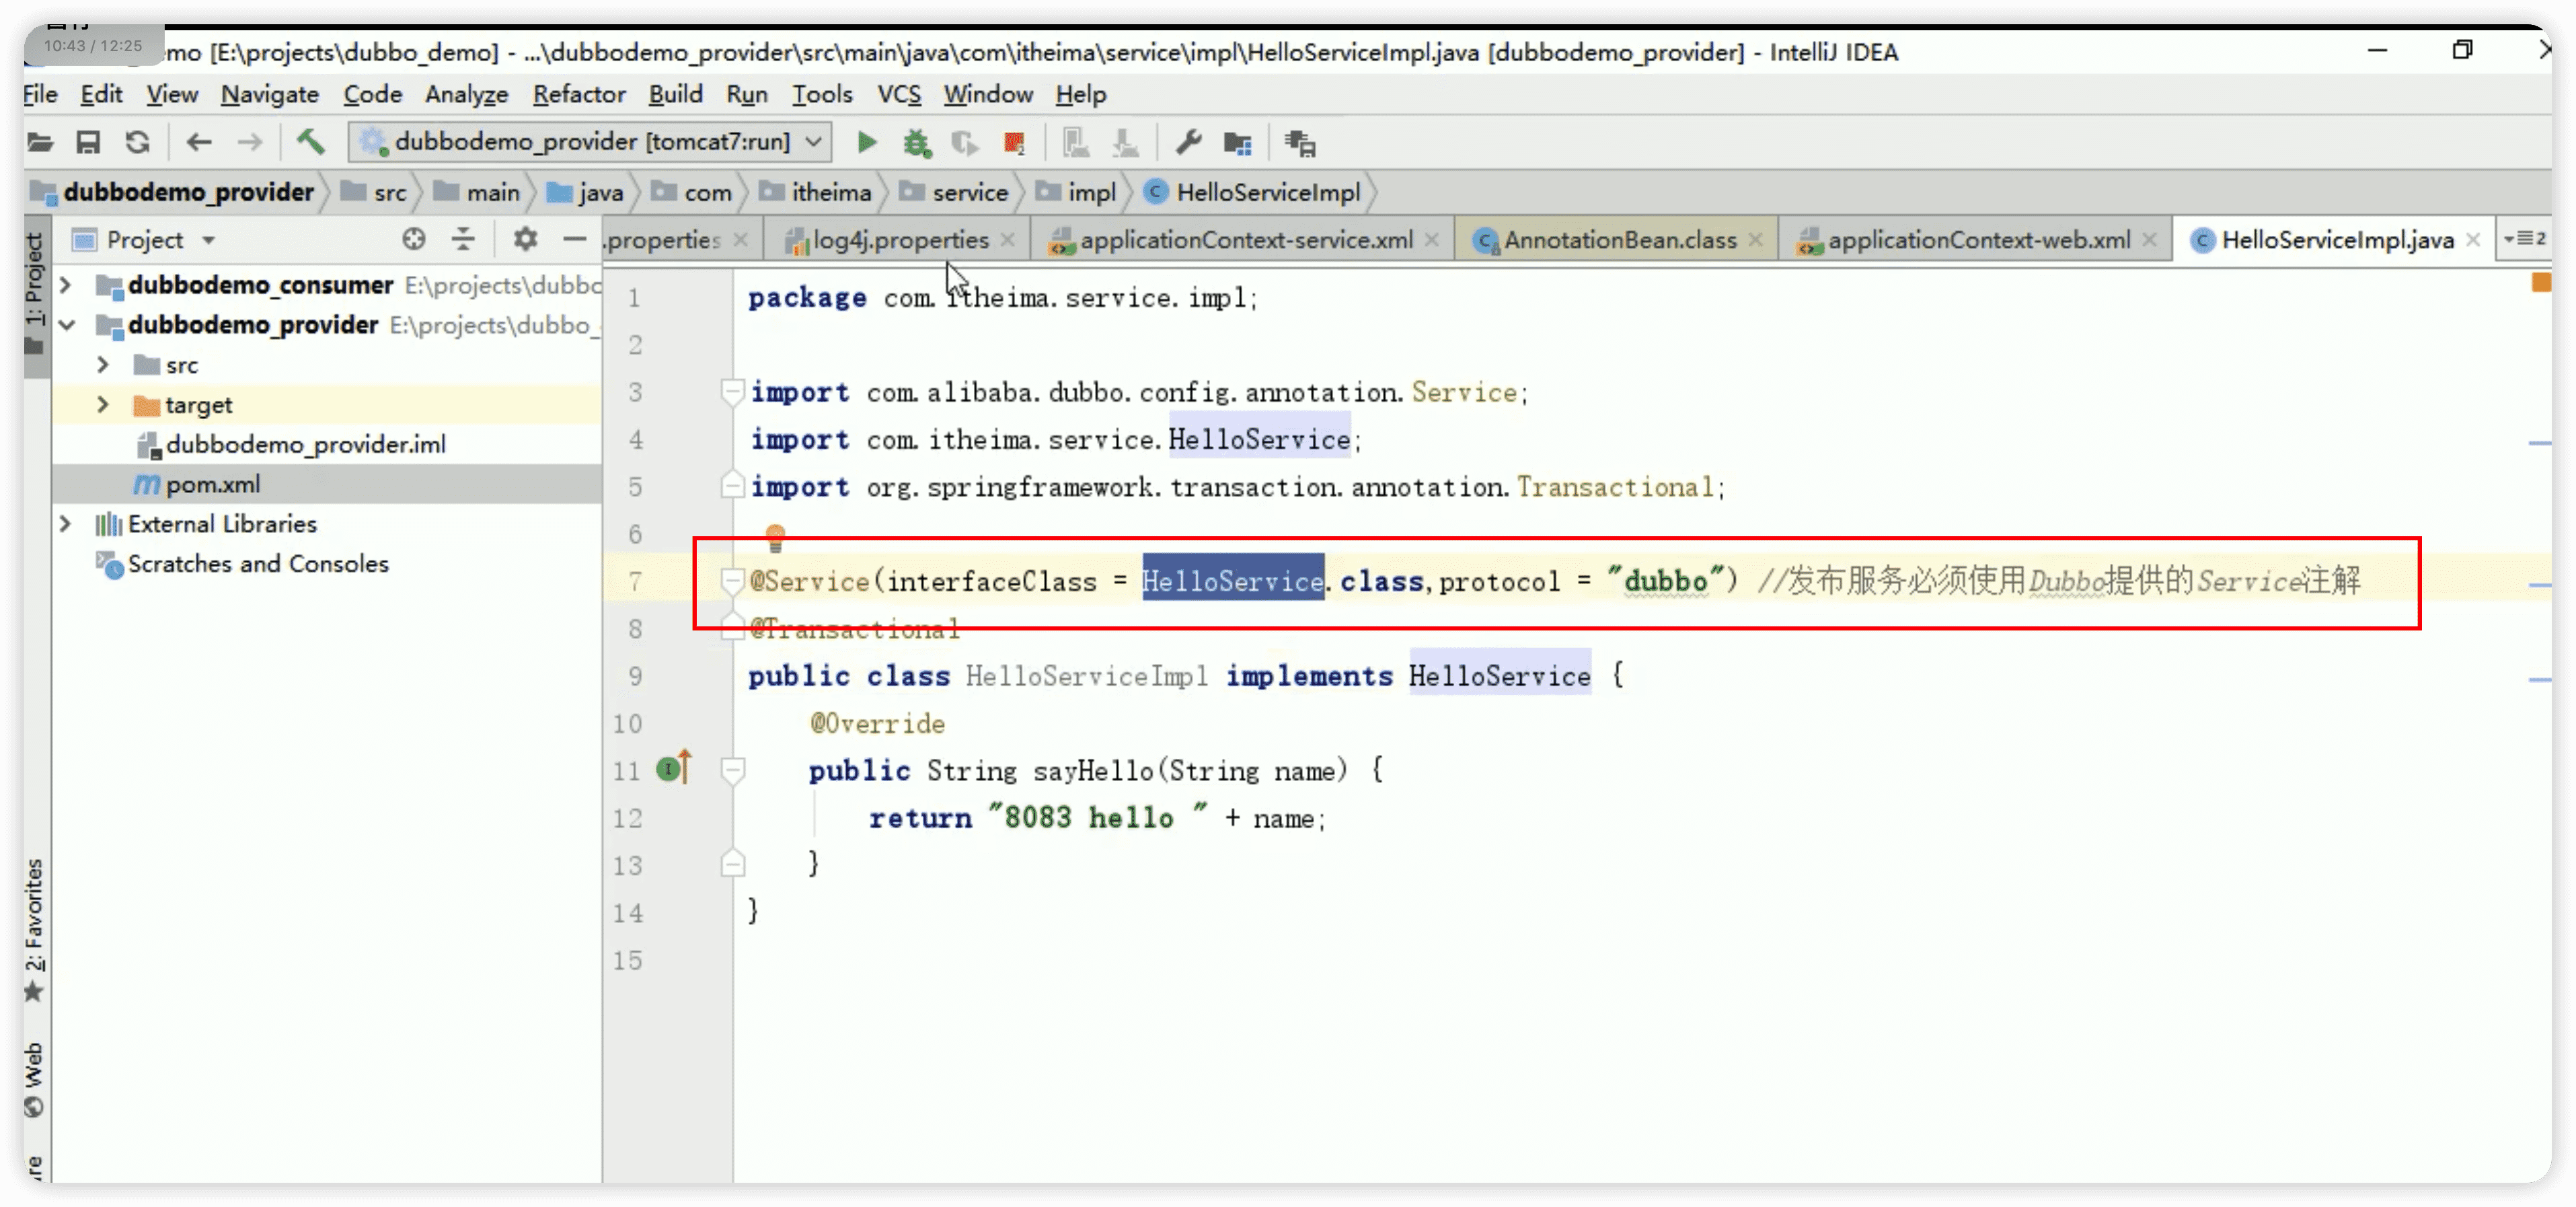 10:43 / 12:25
emo [E:\projects\dubbo_demo] - ...\dubbodemo_provider\src\main\java\com\itheima\service\impl\HelloServiceImpl.java [dubbodemo_provider] - IntelliJ IDEA
File Edit View Navigate Code Analyze Refactor Build Run Tools VCS Window Help
dubbodemo_provider [tomcat7:run]
dubbodemo_provider src main java com itheima service impl HelloServiceImpl
1: Project
Project
.properties log4j.properties applicationContext-service.xml AnnotationBean.class applicationContext-web.xml HelloServiceImpl.java 2
dubbodemo_consumer E:\projects\dubbo
dubbodemo_provider E:\projects\dubbo_
src
target
dubbodemo_provider.iml
pom.xml
External Libraries
Scratches and Consoles
2: Favorites
Web
1 package com.itheima.service.impl;
2
3 import com.alibaba.dubbo.config.annotation.Service;
4 import com.itheima.service.HelloService;
5 import org.springframework.transaction.annotation.Transactional;
6
7 @Service(interfaceClass = HelloService.class,protocol = "dubbo") //发布服务必须使用Dubbo提供的Service注解
8 @Transactional
9 public class HelloServiceImpl implements HelloService {
10 @Override
11 public String sayHello(String name) {
12 return "8083 hello " + name;
13 }
14 }
15